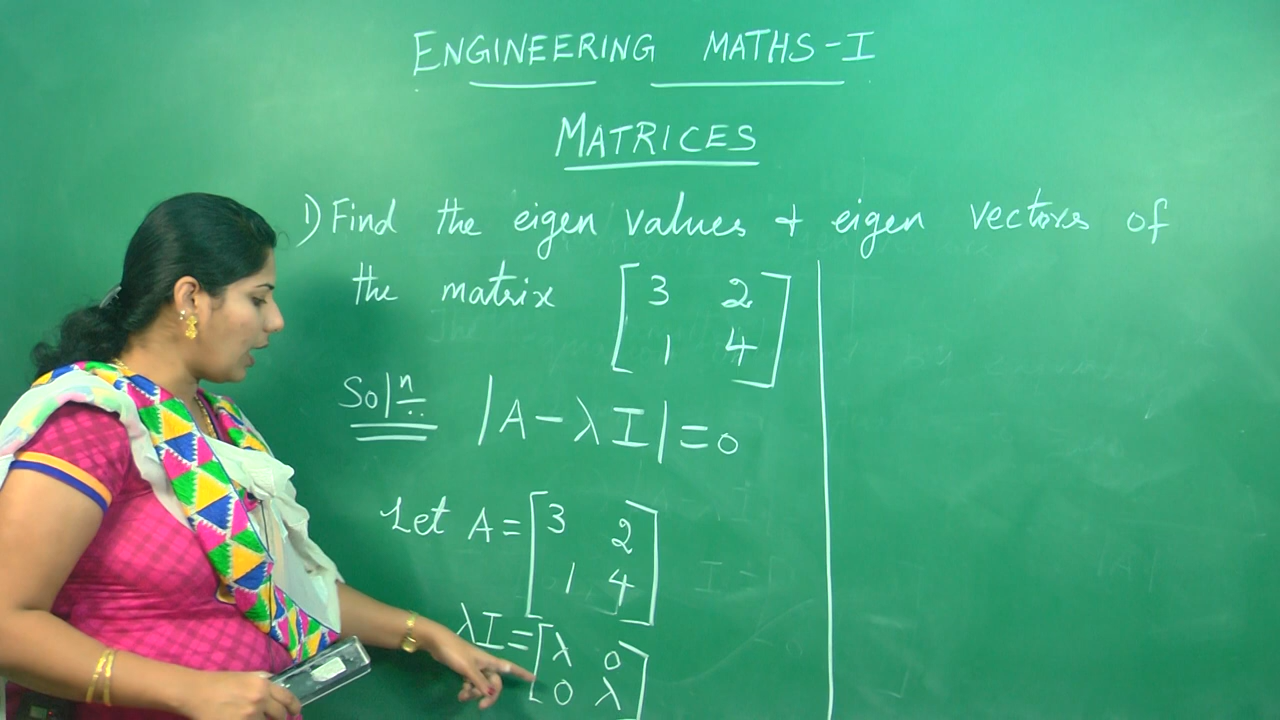 ENGINEERING MATHS-I
MATRICES
1) Find the eigen values + eigen vectors of
the matrix [3 2
1 4]
Sol n
|A-λI|=0
Let A=[3 2
1 4]
λI=[λ 0
0 λ]